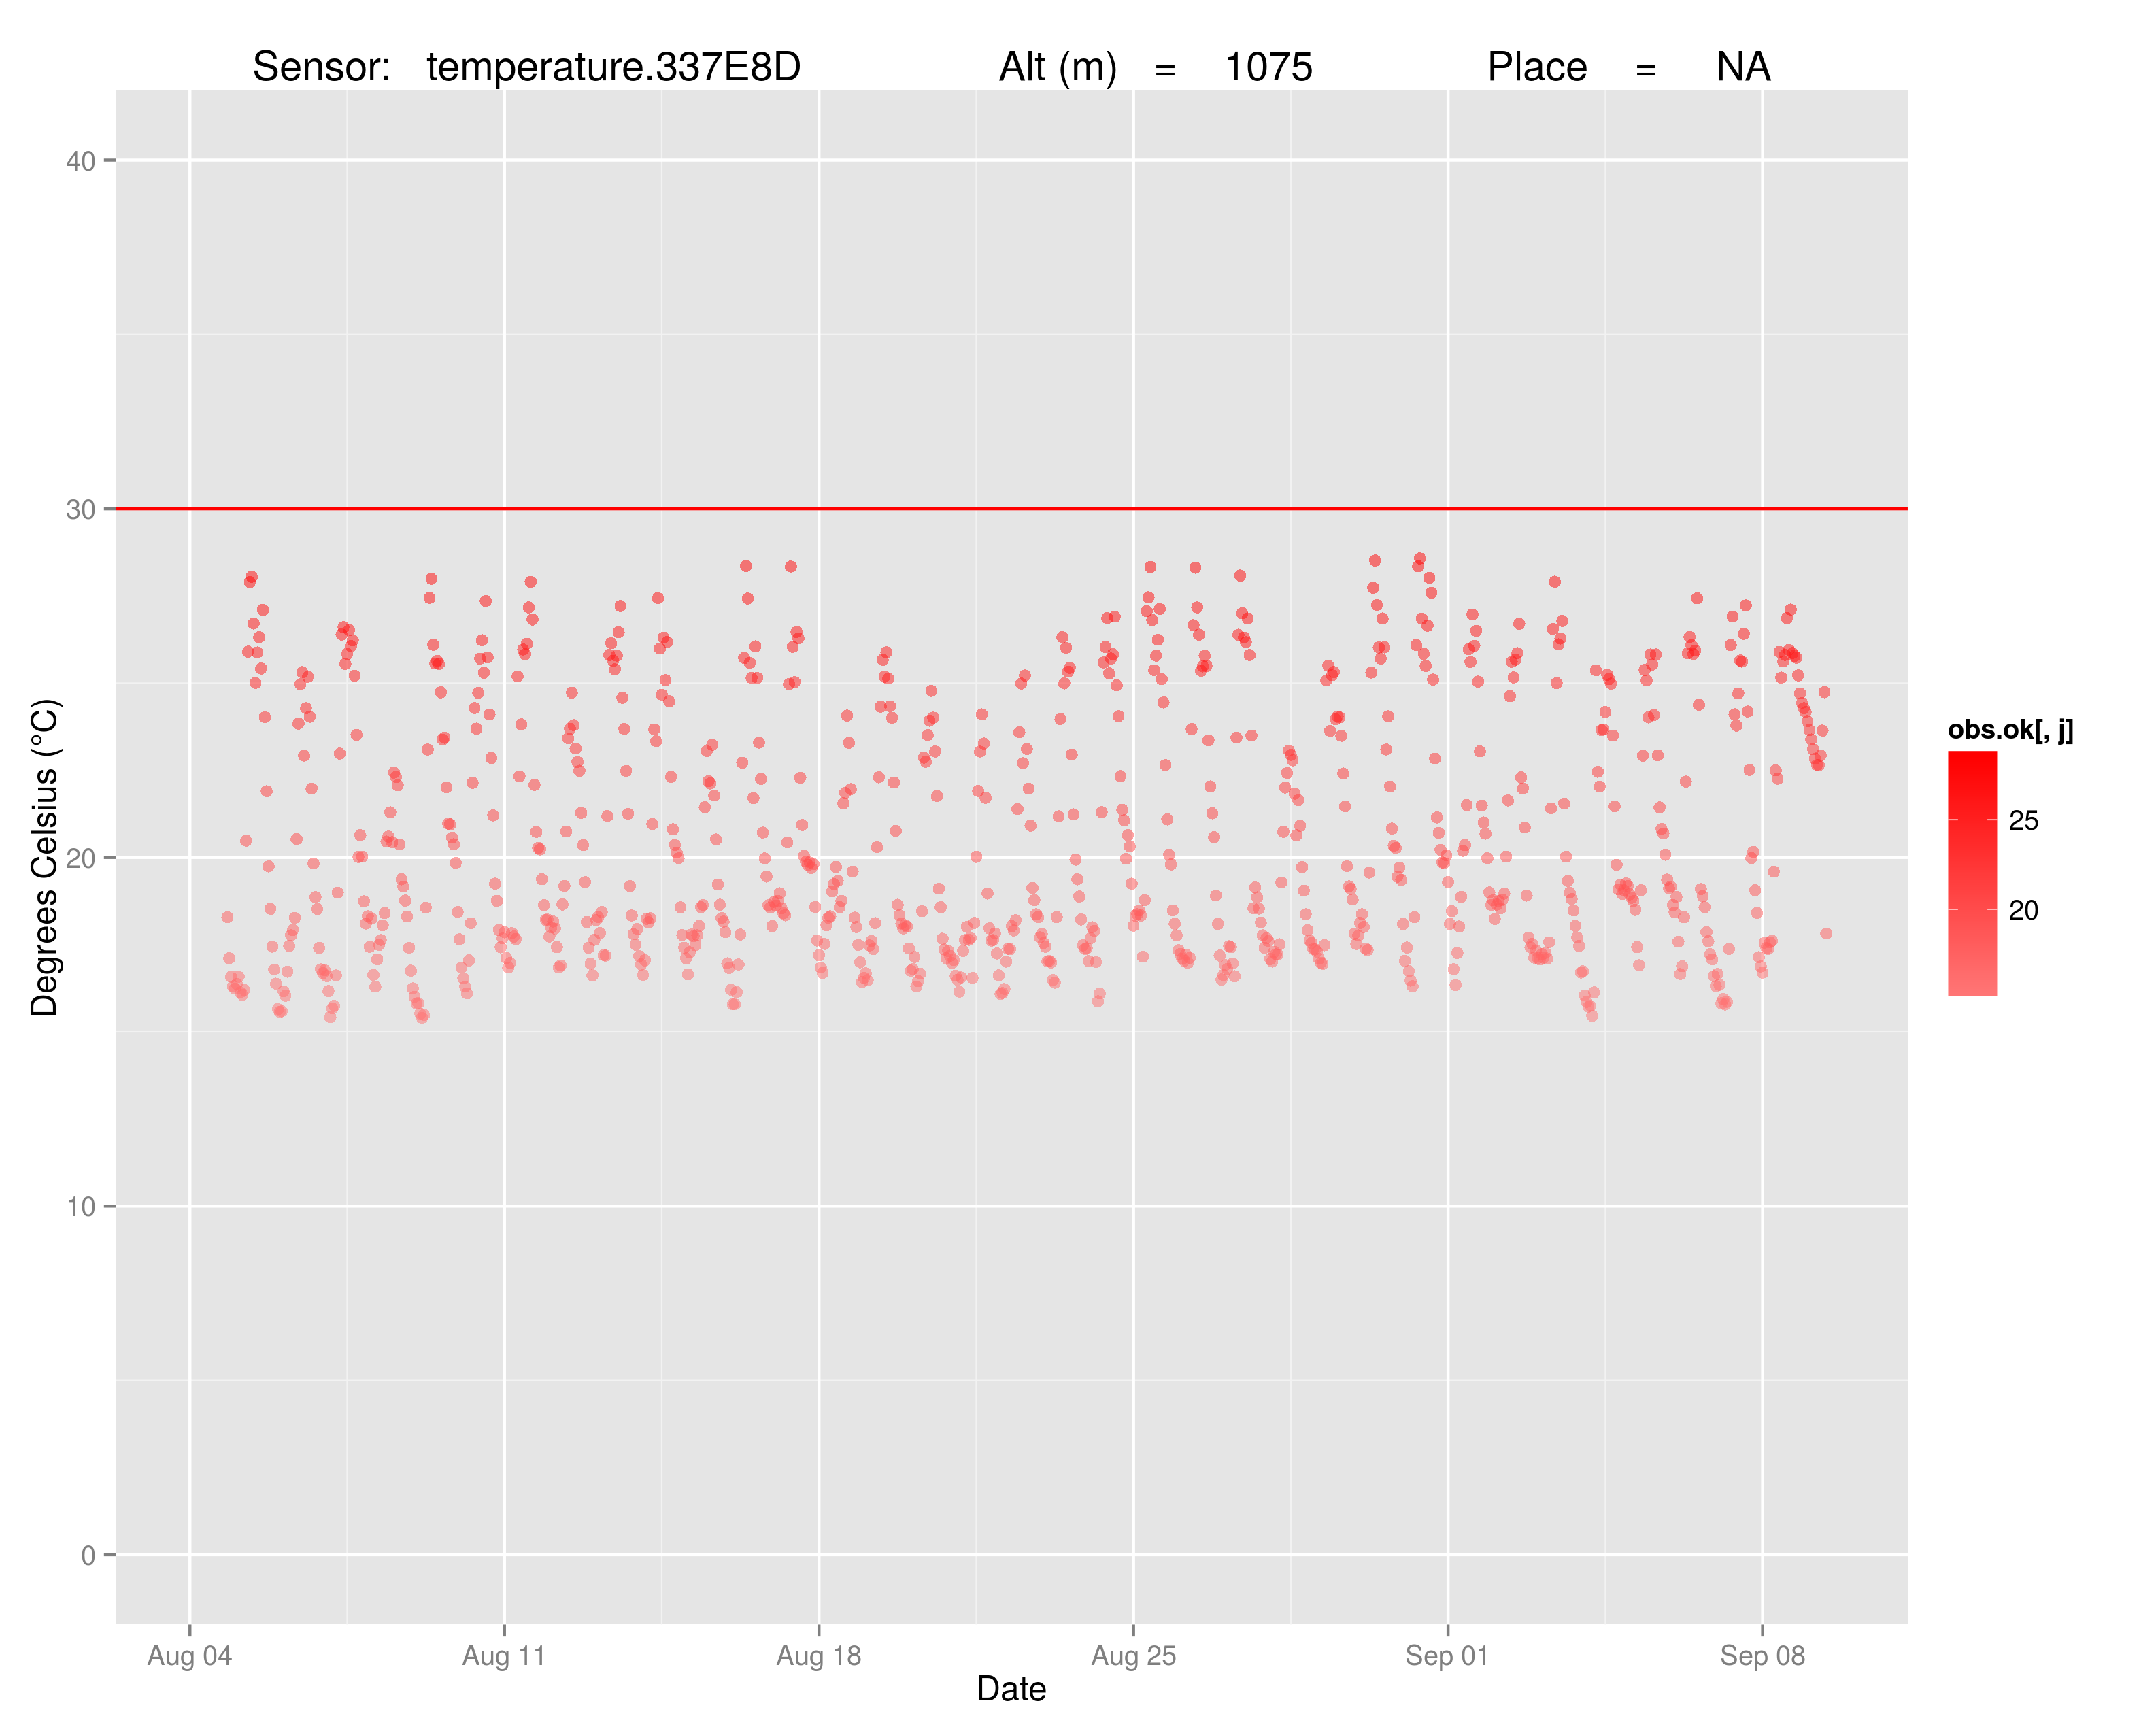 Sensor: temperature.337E8D Alt (m) = 1075 Place = NA
40
30
20
10
0
Degrees Celsius (°C)
Aug 04 Aug 11 Aug 18 Aug 25 Sep 01 Sep 08
Date
obs.ok[, j]
25
20